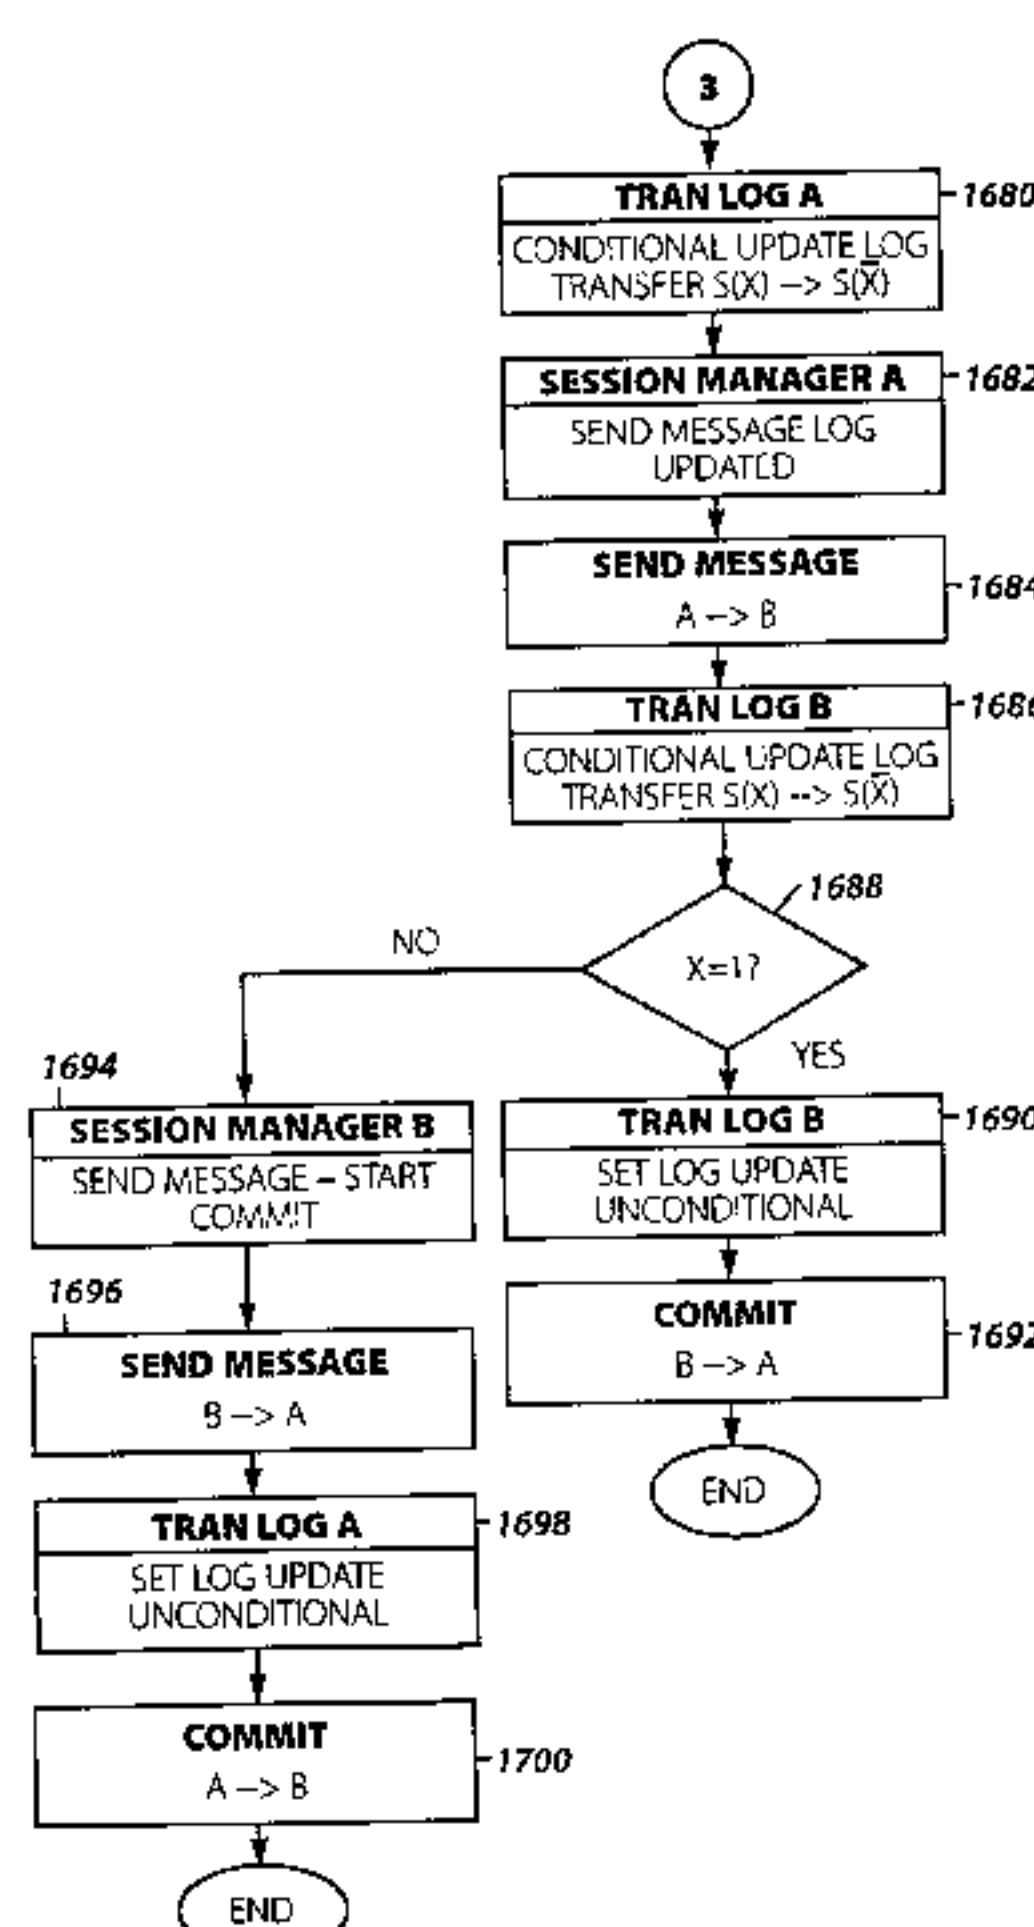 3
TRAN LOG A
1680
CONDITIONAL UPDATE LOG
TRANSFER S(X) --> S(X̅)
SESSION MANAGER A
1682
SEND MESSAGE LOG
UPDATED
SEND MESSAGE
1684
A --> B
TRAN LOG B
1686
CONDITIONAL UPDATE LOG
TRANSFER S(X) --> S(X̅)
1688
NO
X=1?
YES
1694
SESSION MANAGER B
SEND MESSAGE – START
COMMIT
TRAN LOG B
1690
SET LOG UPDATE
UNCONDITIONAL
1696
SEND MESSAGE
B --> A
COMMIT
1692
B --> A
END
TRAN LOG A
1698
SET LOG UPDATE
UNCONDITIONAL
COMMIT
1700
A --> B
END